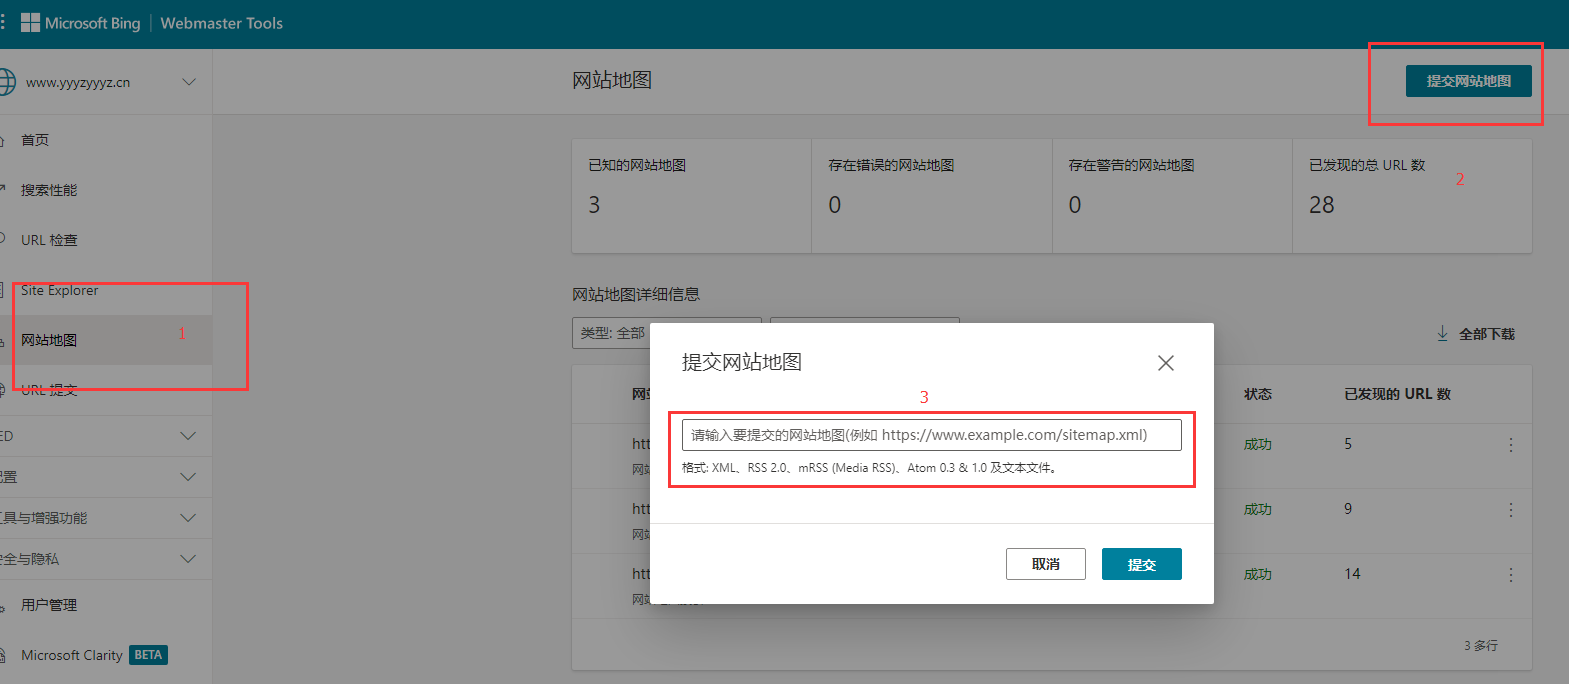 Microsoft Bing | Webmaster Tools
www.yyyzyyyz.cn
首页
搜索性能
URL 检查
Site Explorer
网站地图
1
URL 提交
ED
配置
工具与增强功能
安全与隐私
用户管理
Microsoft Clarity BETA
网站地图
提交网站地图
已知的网站地图
3
存在错误的网站地图
0
存在警告的网站地图
0
已发现的总 URL 数
28
2
网站地图详细信息
类型: 全部
全部下载
状态
已发现的 URL 数
htt
成功
5
htt
成功
9
htt
成功
14
3 多行
提交网站地图
3
请输入要提交的网站地图(例如 https://www.example.com/sitemap.xml)
格式: XML、RSS 2.0、mRSS (Media RSS)、Atom 0.3 & 1.0 及文本文件。
取消
提交